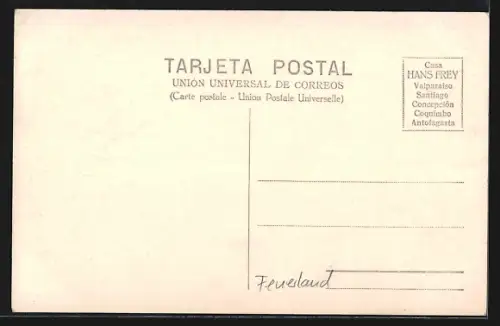 TARJETA POSTAL
UNIÓN UNIVERSAL DE CORREOS
(Carte postale - Union Postale Universelle)
Casa
HANS FREY
Valparaiso
Santiago
Concepción
Coquimbo
Antofagasta
Feuerland